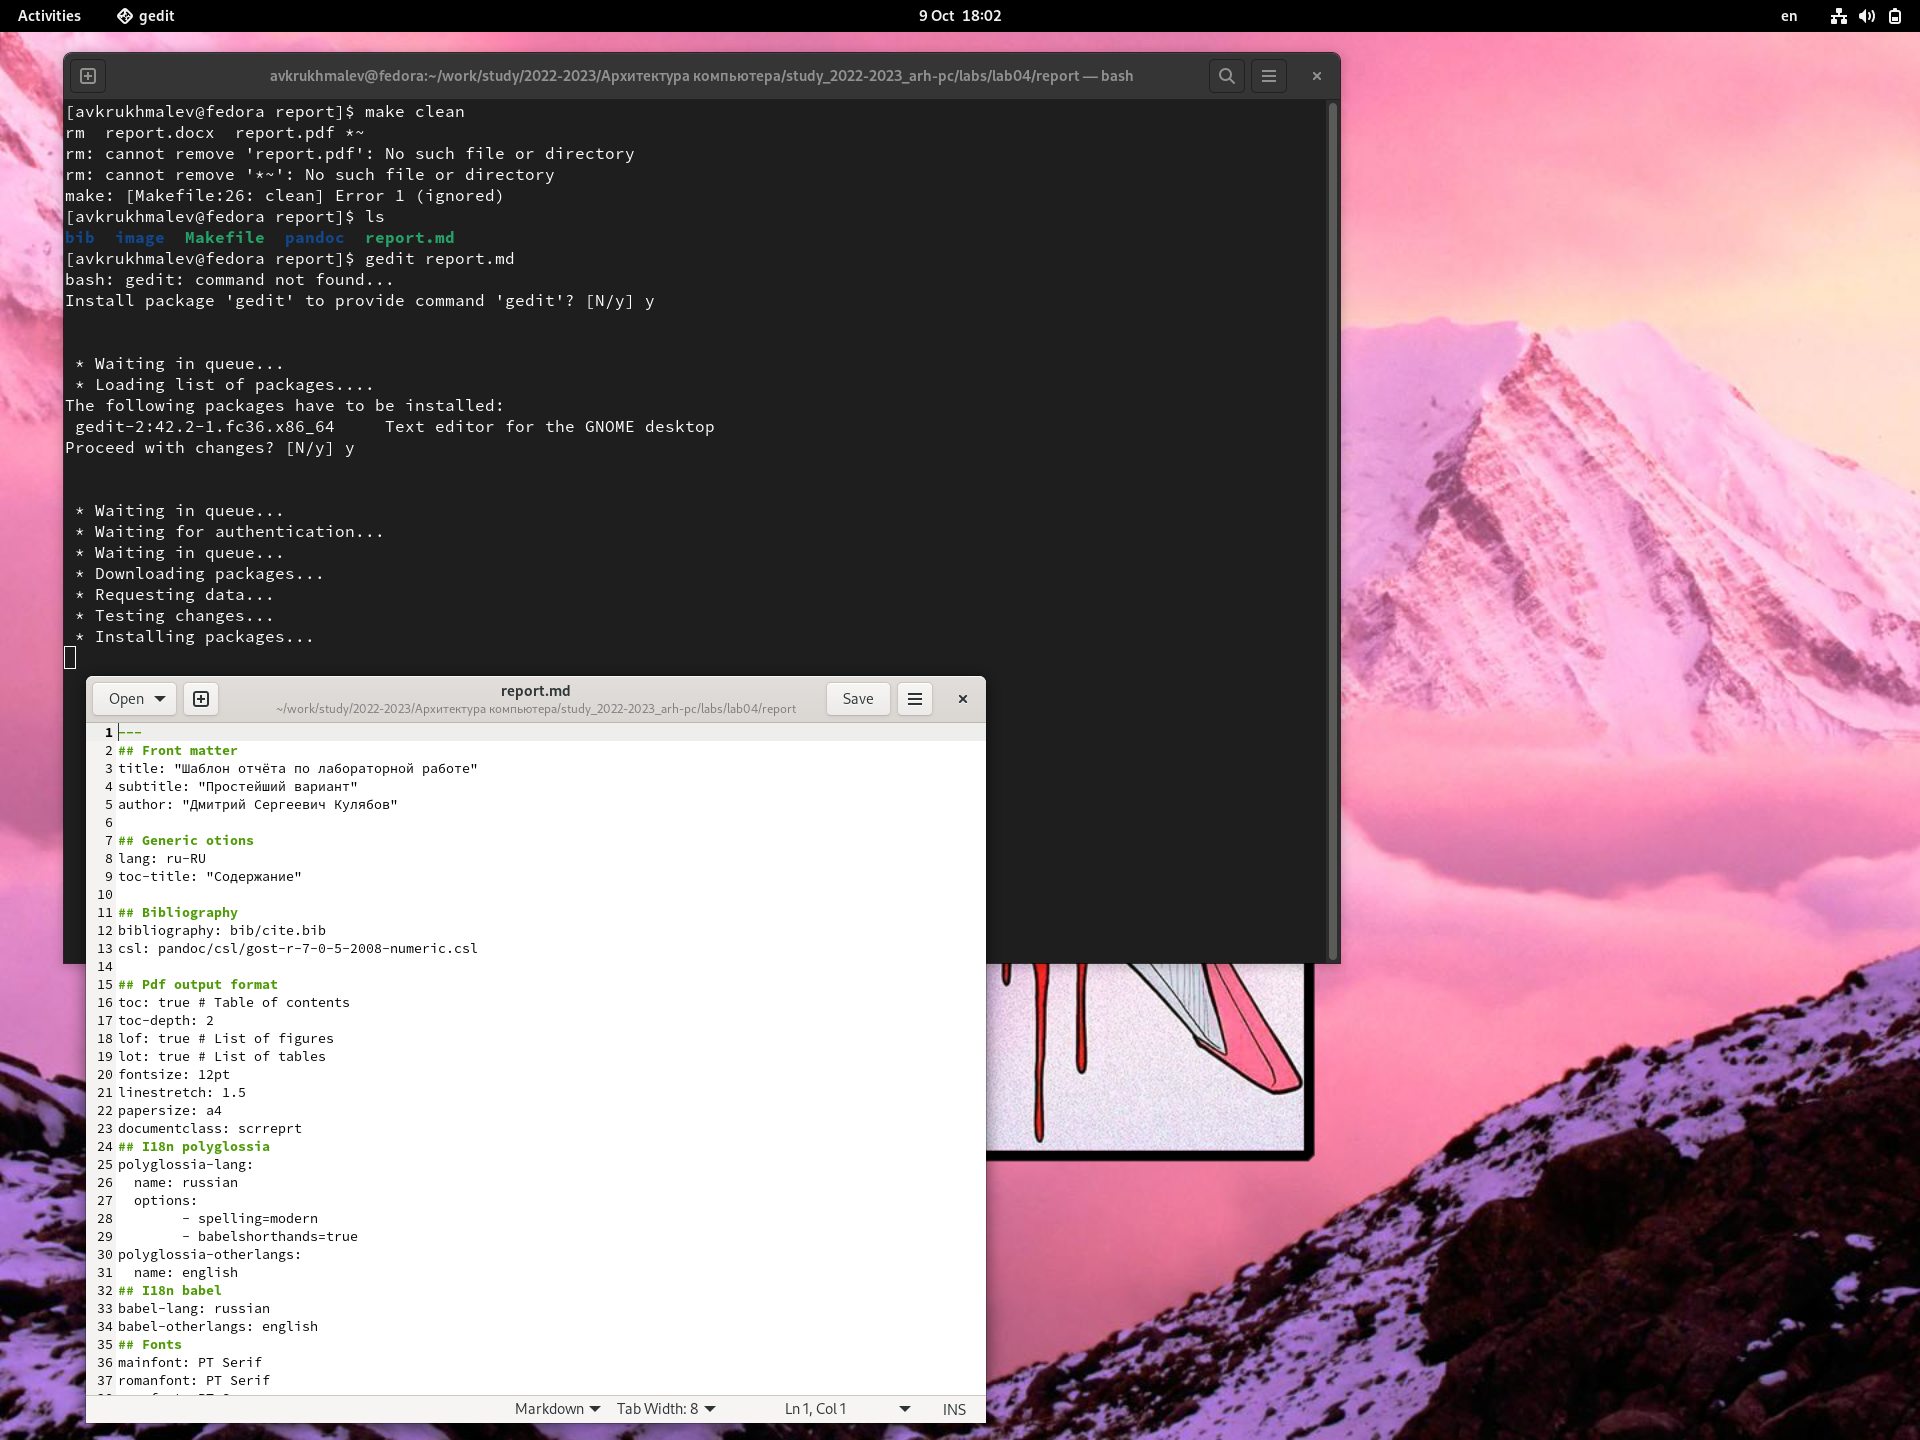 Activities gedit 9 Oct 18:02 en
avkrukhmalev@fedora:~/work/study/2022-2023/Архитектура компьютера/study_2022-2023_arh-pc/labs/lab04/report — bash
[avkrukhmalev@fedora report]$ make clean
rm  report.docx  report.pdf *~
rm: cannot remove 'report.pdf': No such file or directory
rm: cannot remove '*~': No such file or directory
make: [Makefile:26: clean] Error 1 (ignored)
[avkrukhmalev@fedora report]$ ls
bib  image  Makefile  pandoc  report.md
[avkrukhmalev@fedora report]$ gedit report.md
bash: gedit: command not found...
Install package 'gedit' to provide command 'gedit'? [N/y] y
 * Waiting in queue...
 * Loading list of packages....
The following packages have to be installed:
 gedit-2:42.2-1.fc36.x86_64     Text editor for the GNOME desktop
Proceed with changes? [N/y] y
 * Waiting in queue...
 * Waiting for authentication...
 * Waiting in queue...
 * Downloading packages...
 * Requesting data...
 * Testing changes...
 * Installing packages...
Open report.md Save
~/work/study/2022-2023/Архитектура компьютера/study_2022-2023_arh-pc/labs/lab04/report
1 ---
2 ## Front matter
3 title: "Шаблон отчёта по лабораторной работе"
4 subtitle: "Простейший вариант"
5 author: "Дмитрий Сергеевич Кулябов"
6
7 ## Generic otions
8 lang: ru-RU
9 toc-title: "Содержание"
10
11 ## Bibliography
12 bibliography: bib/cite.bib
13 csl: pandoc/csl/gost-r-7-0-5-2008-numeric.csl
14
15 ## Pdf output format
16 toc: true # Table of contents
17 toc-depth: 2
18 lof: true # List of figures
19 lot: true # List of tables
20 fontsize: 12pt
21 linestretch: 1.5
22 papersize: a4
23 documentclass: scrreprt
24 ## I18n polyglossia
25 polyglossia-lang:
26   name: russian
27   options:
28         - spelling=modern
29         - babelshorthands=true
30 polyglossia-otherlangs:
31   name: english
32 ## I18n babel
33 babel-lang: russian
34 babel-otherlangs: english
35 ## Fonts
36 mainfont: PT Serif
37 romanfont: PT Serif
Markdown Tab Width: 8 Ln 1, Col 1 INS